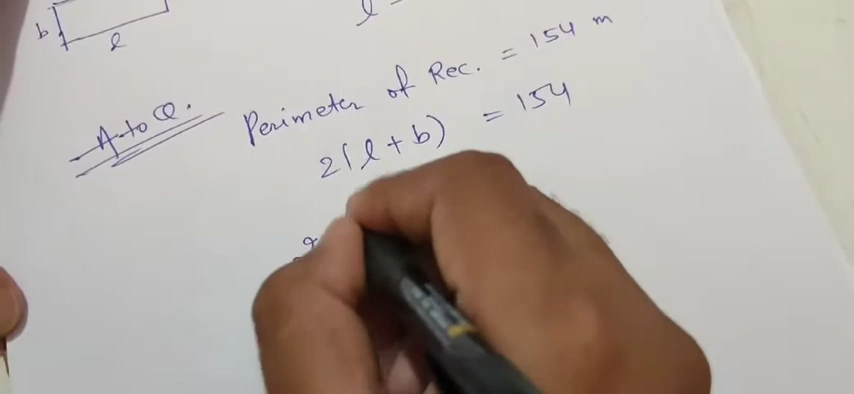 b
l
l
A to Q.
Perimeter of Rec. = 154 m
2(l + b) = 154